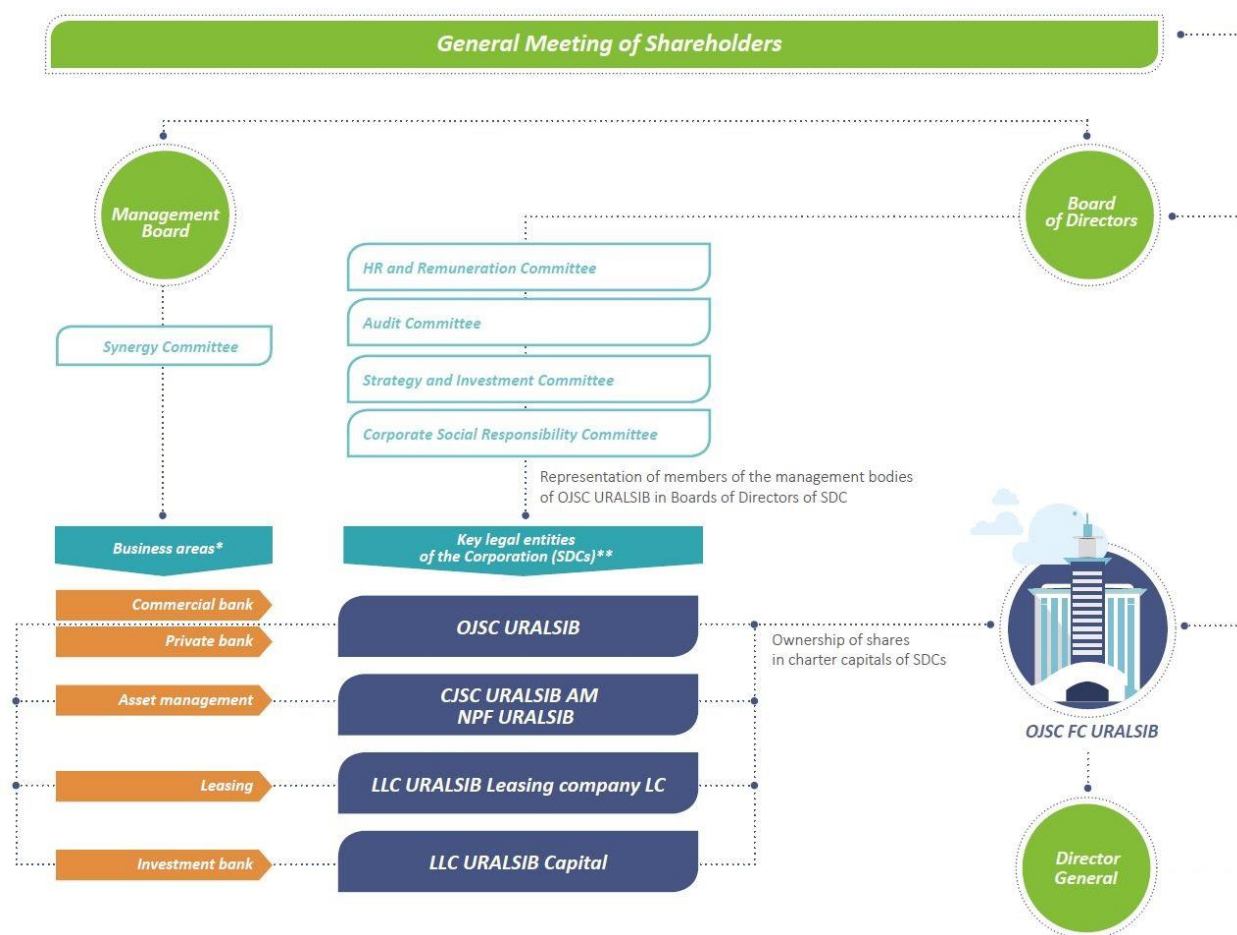 General Meeting of Shareholders
Management
Board
Board
of Directors
HR and Remuneration Committee
Audit Committee
Synergy Committee
Strategy and Investment Committee
Corporate Social Responsibility Committee
Representation of members of the management bodies
of OJSC URALSIB in Boards of Directors of SDC
Business areas*
Key legal entities
of the Corporation (SDCs)**
Commercial bank
Private bank
OJSC URALSIB
Ownership of shares
in charter capitals of SDCs
Asset management
CJSC URALSIB AM
NPF URALSIB
OJSC FC URALSIB
Leasing
LLC URALSIB Leasing company LC
Investment bank
LLC URALSIB Capital
Director
General